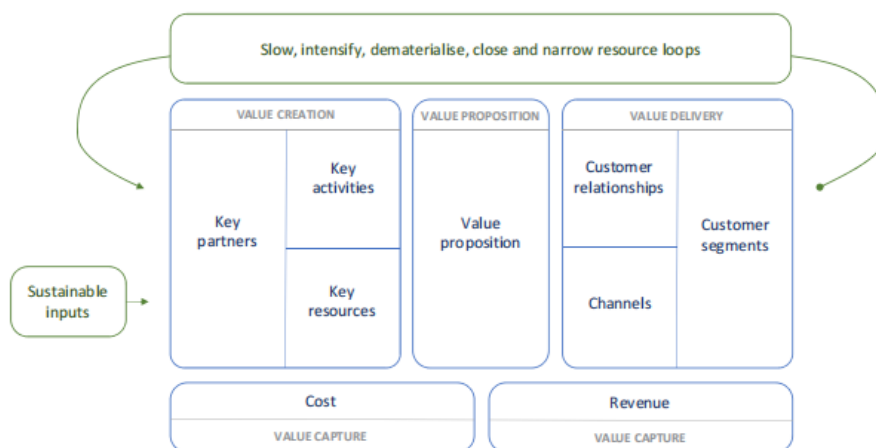 Slow, intensify, dematerialise, close and narrow resource loops
VALUE CREATION
VALUE PROPOSITION
VALUE DELIVERY
Key
partners
Key
activities
Key
resources
Value
proposition
Customer
relationships
Channels
Customer
segments
Sustainable
inputs
Cost
VALUE CAPTURE
Revenue
VALUE CAPTURE